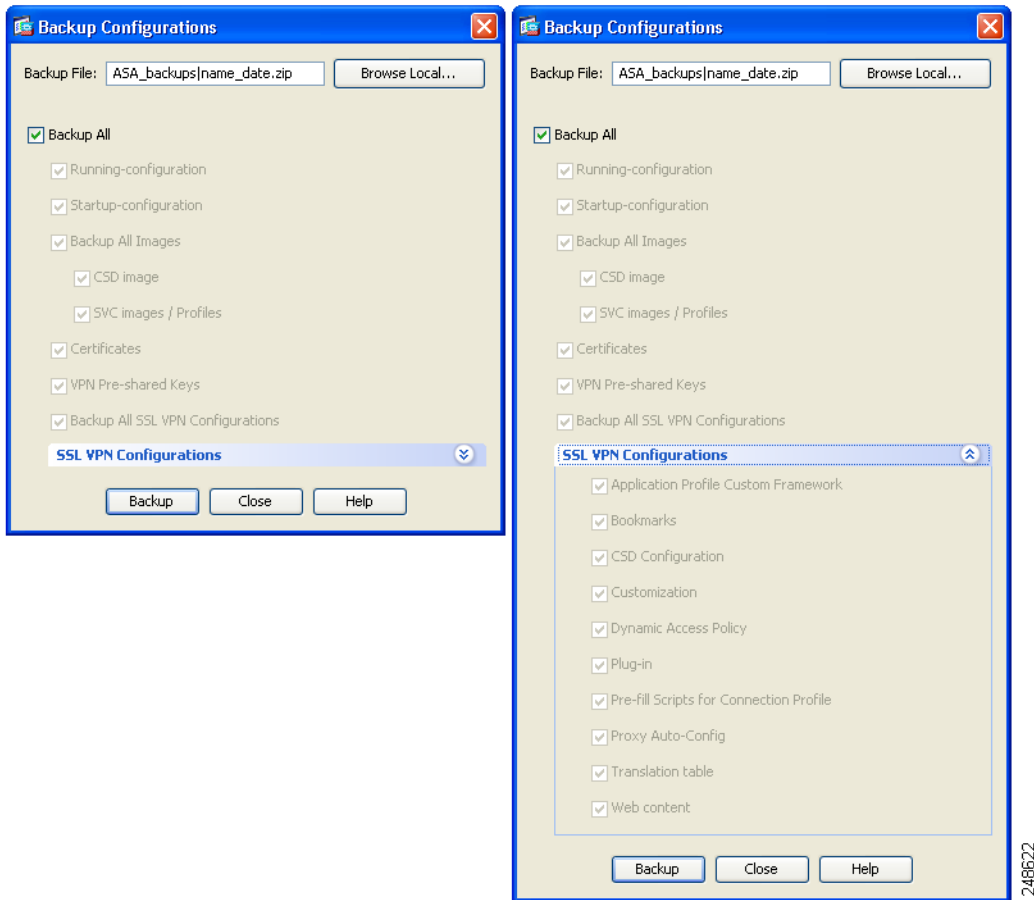 Backup Configurations
Backup File: ASA_backups|name_date.zip Browse Local...
Backup All
Running-configuration
Startup-configuration
Backup All Images
CSD image
SVC images / Profiles
Certificates
VPN Pre-shared Keys
Backup All SSL VPN Configurations
SSL VPN Configurations
Backup Close Help
Backup Configurations
Backup File: ASA_backups|name_date.zip Browse Local...
Backup All
Running-configuration
Startup-configuration
Backup All Images
CSD image
SVC images / Profiles
Certificates
VPN Pre-shared Keys
Backup All SSL VPN Configurations
SSL VPN Configurations
Application Profile Custom Framework
Bookmarks
CSD Configuration
Customization
Dynamic Access Policy
Plug-in
Pre-fill Scripts for Connection Profile
Proxy Auto-Config
Translation table
Web content
Backup Close Help
248622